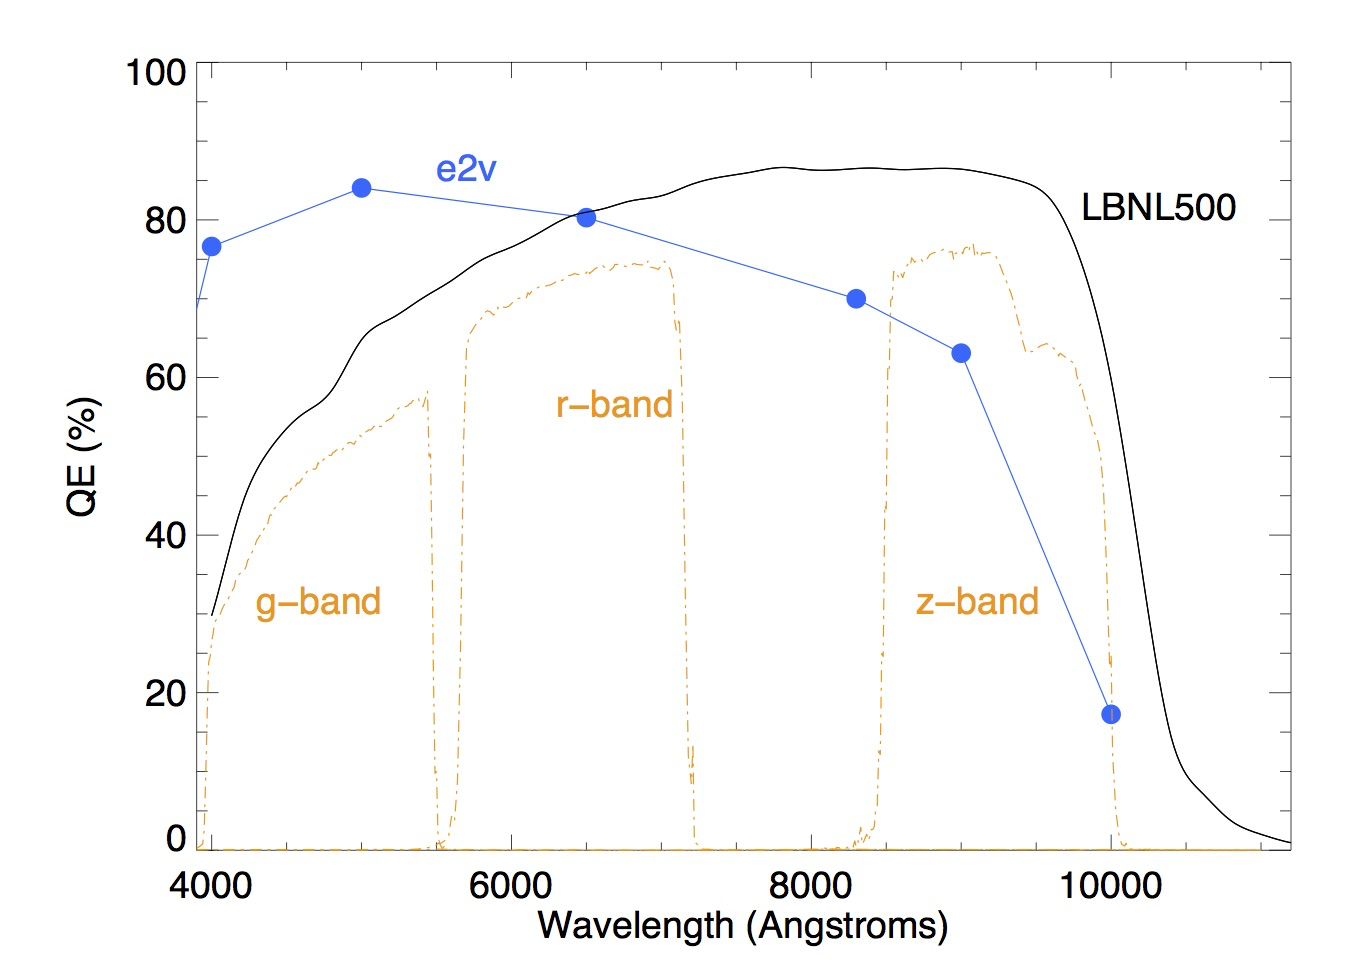 100
e2v
LBNL500
80
60
r-band
QE (%)
40
g-band
z-band
20
0
4000 6000 8000 10000
Wavelength (Angstroms)